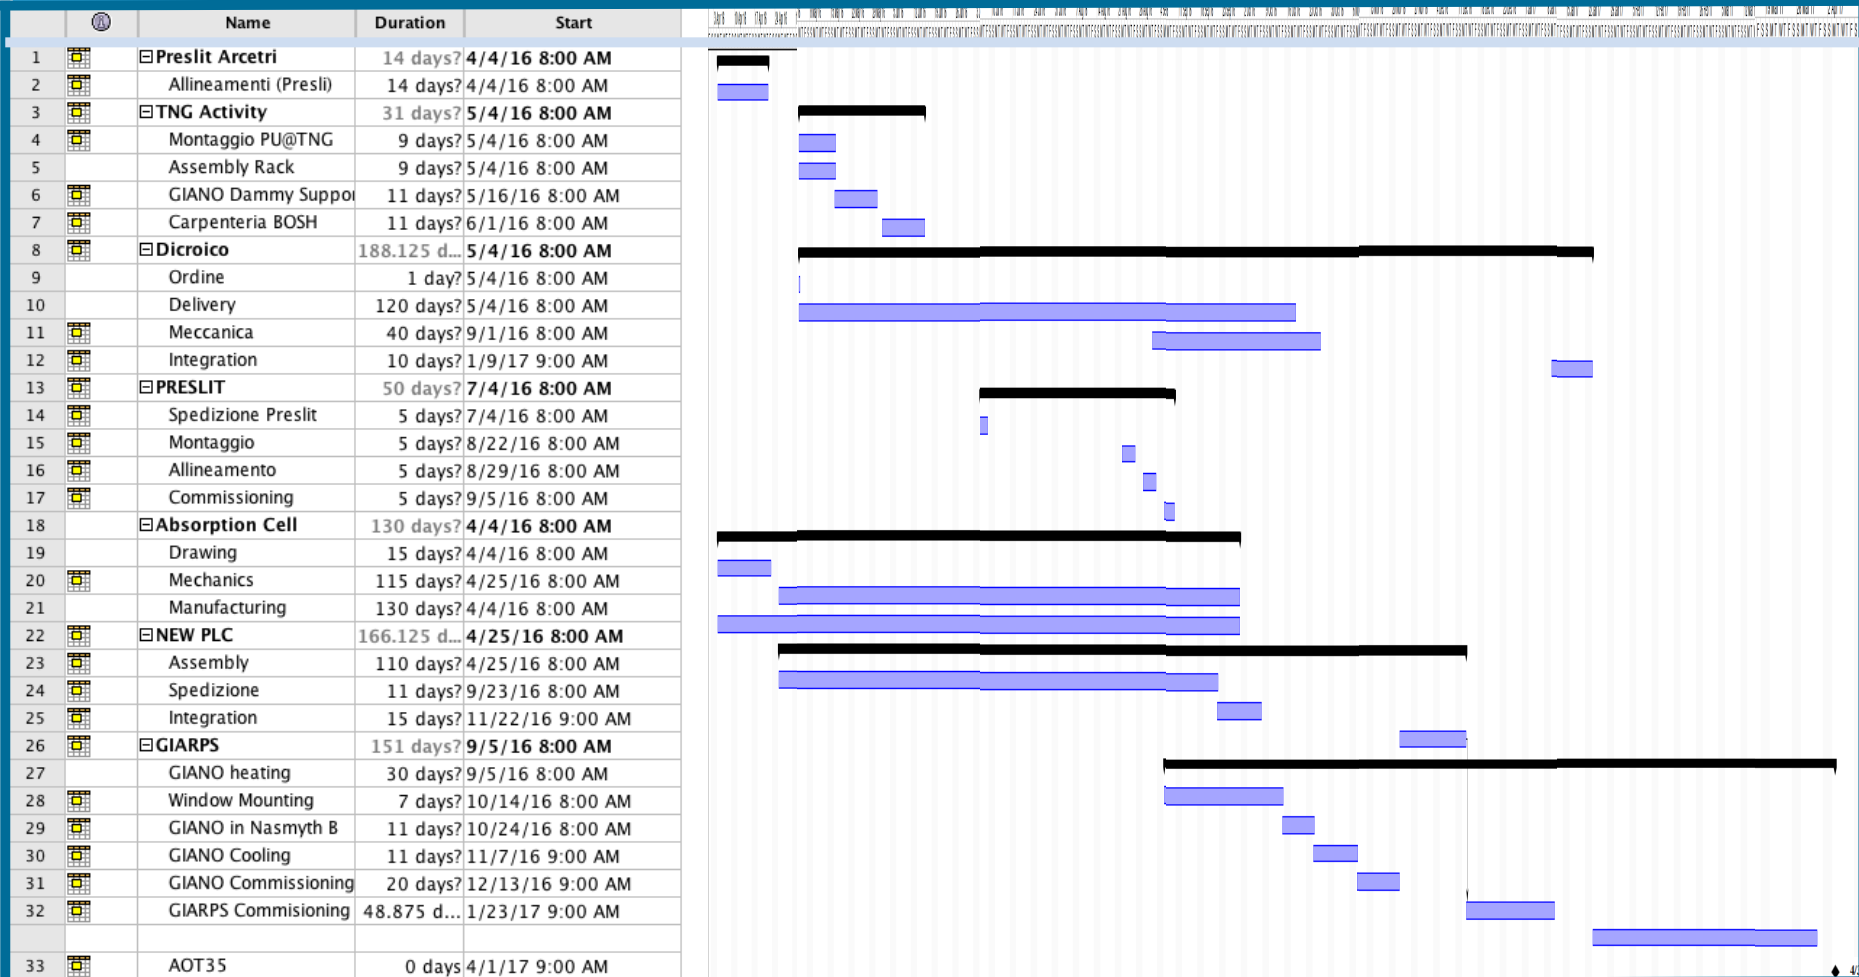 Name Duration Start
1 Preslit Arcetri 14 days? 4/4/16 8:00 AM
2 Allineamenti (Presli) 14 days? 4/4/16 8:00 AM
3 TNG Activity 31 days? 5/4/16 8:00 AM
4 Montaggio PU@TNG 9 days? 5/4/16 8:00 AM
5 Assembly Rack 9 days? 5/4/16 8:00 AM
6 GIANO Dammy Suppor 11 days? 5/16/16 8:00 AM
7 Carpenteria BOSH 11 days? 6/1/16 8:00 AM
8 Dicroico 188.125 d... 5/4/16 8:00 AM
9 Ordine 1 day? 5/4/16 8:00 AM
10 Delivery 120 days? 5/4/16 8:00 AM
11 Meccanica 40 days? 9/1/16 8:00 AM
12 Integration 10 days? 1/9/17 9:00 AM
13 PRESLIT 50 days? 7/4/16 8:00 AM
14 Spedizione Preslit 5 days? 7/4/16 8:00 AM
15 Montaggio 5 days? 8/22/16 8:00 AM
16 Allineamento 5 days? 8/29/16 8:00 AM
17 Commissioning 5 days? 9/5/16 8:00 AM
18 Absorption Cell 130 days? 4/4/16 8:00 AM
19 Drawing 15 days? 4/4/16 8:00 AM
20 Mechanics 115 days? 4/25/16 8:00 AM
21 Manufacturing 130 days? 4/4/16 8:00 AM
22 NEW PLC 166.125 d... 4/25/16 8:00 AM
23 Assembly 110 days? 4/25/16 8:00 AM
24 Spedizione 11 days? 9/23/16 8:00 AM
25 Integration 15 days? 11/22/16 9:00 AM
26 GIARPS 151 days? 9/5/16 8:00 AM
27 GIANO heating 30 days? 9/5/16 8:00 AM
28 Window Mounting 7 days? 10/14/16 8:00 AM
29 GIANO in Nasmyth B 11 days? 10/24/16 8:00 AM
30 GIANO Cooling 11 days? 11/7/16 9:00 AM
31 GIANO Commissioning 20 days? 12/13/16 9:00 AM
32 GIARPS Commisioning 48.875 d... 1/23/17 9:00 AM
33 AOT35 0 days 4/1/17 9:00 AM
4/